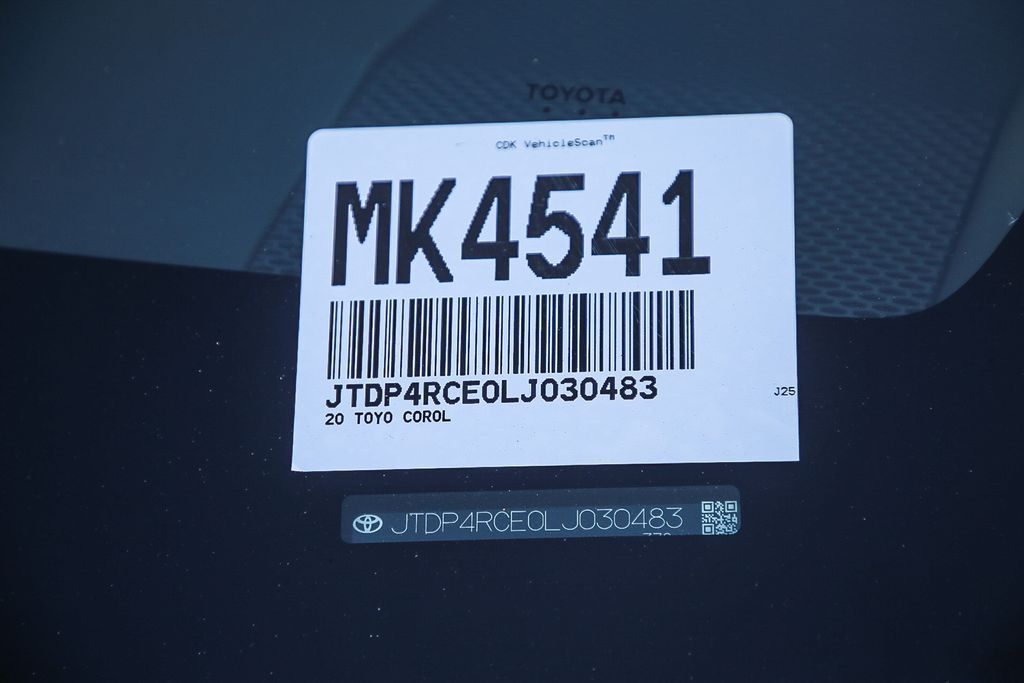 TOYOTA
CDK VehicleScan™
MK4541
JTDP4RCE0LJ030483
20 TOYO COROL
J25
JTDP4RCE0LJ030483